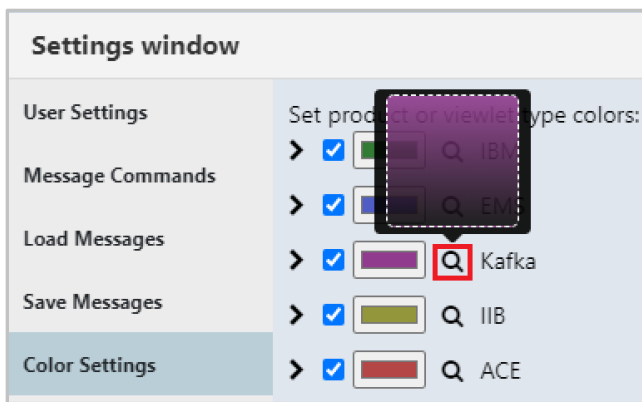 Settings window
User Settings
Message Commands
Load Messages
Save Messages
Color Settings
Set product or viewlet type colors:
IBM
EMS
Kafka
IIB
ACE